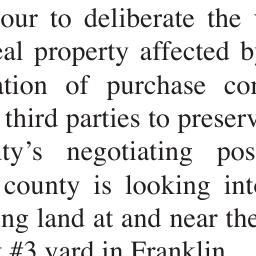 our to deliberate the
eal property affected by
ation of purchase con
third parties to preserv
ty's negotiating pos
county is looking into
ng land at and near the
#3 yard in Franklin